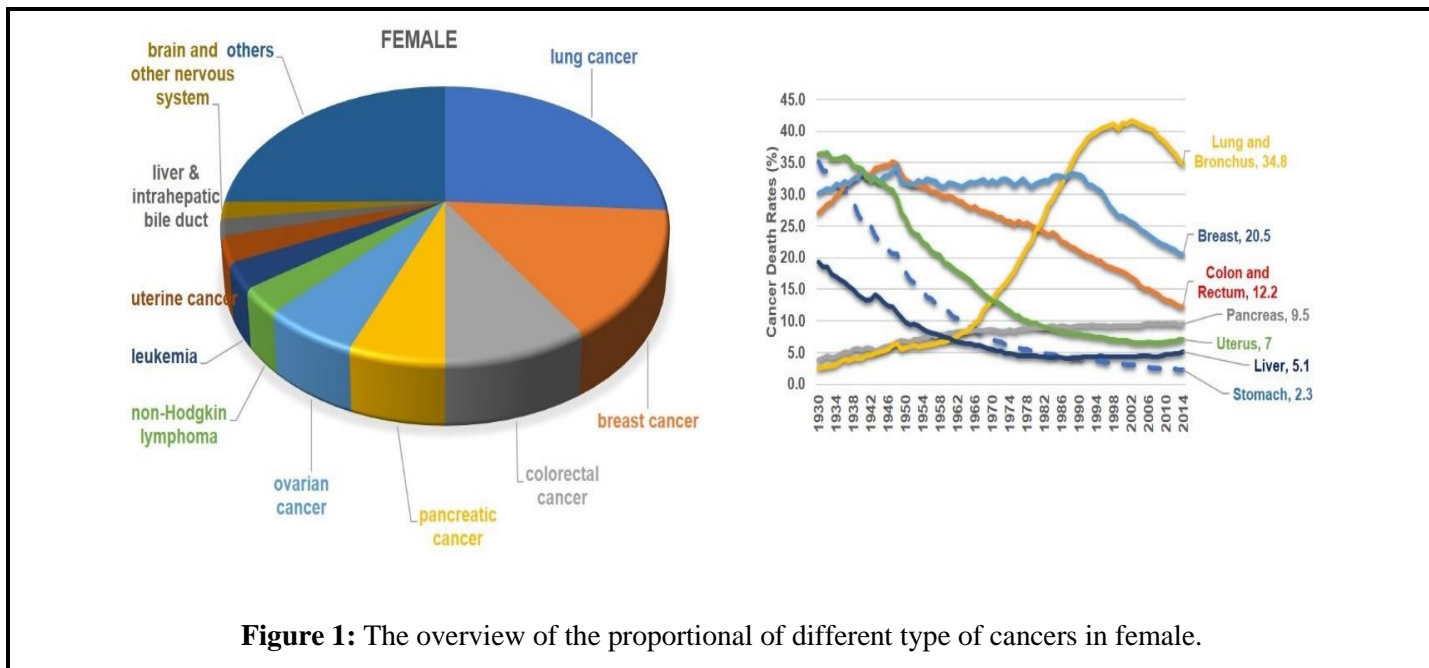 FEMALE
brain and others
other nervous
system
lung cancer
liver &
intrahepatic
bile duct
uterine cancer
leukemia
non-Hodgkin
lymphoma
ovarian
cancer
pancreatic
cancer
colorectal
cancer
breast cancer
Cancer Death Rates (%)
45.0
40.0
35.0
30.0
25.0
20.0
15.0
10.0
5.0
0.0
1930
1934
1938
1942
1946
1950
1954
1958
1962
1966
1970
1974
1978
1982
1986
1990
1994
1998
2002
2006
2010
2014
Lung and
Bronchus, 34.8
Breast, 20.5
Colon and
Rectum, 12.2
Pancreas, 9.5
Uterus, 7
Liver, 5.1
Stomach, 2.3
Figure 1: The overview of the proportional of different type of cancers in female.